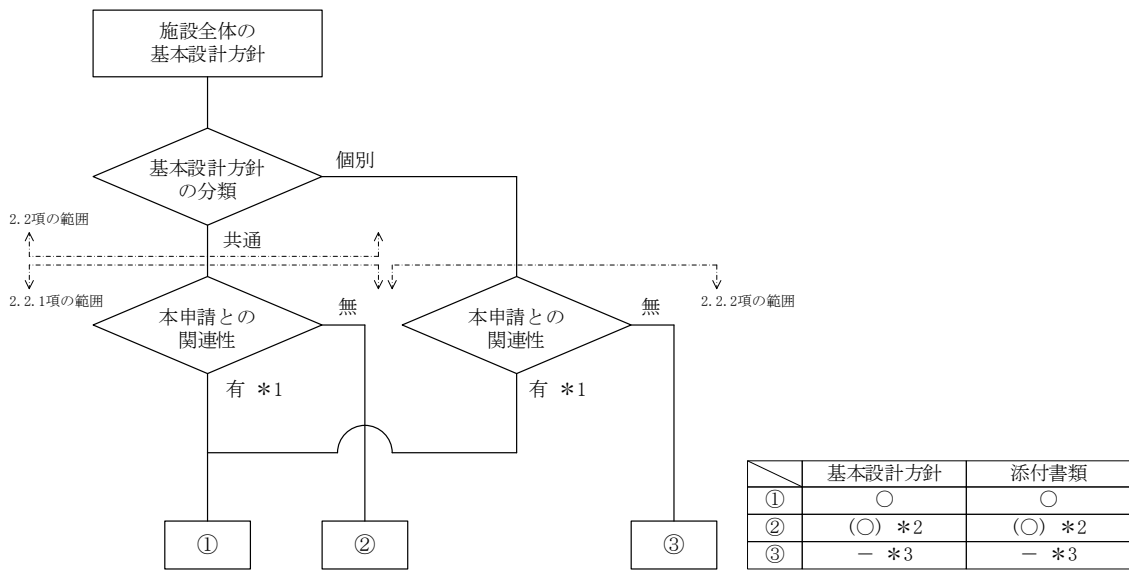 施設全体の
基本設計方針
基本設計方針
の分類
個別
2.2項の範囲
共通
2.2.1項の範囲
2.2.2項の範囲
本申請との
関連性
無
本申請との
関連性
無
有 *1
有 *1
①
②
③
基本設計方針 添付書類
① ○ ○
② (○) *2 (○) *2
③ － *3 － *3